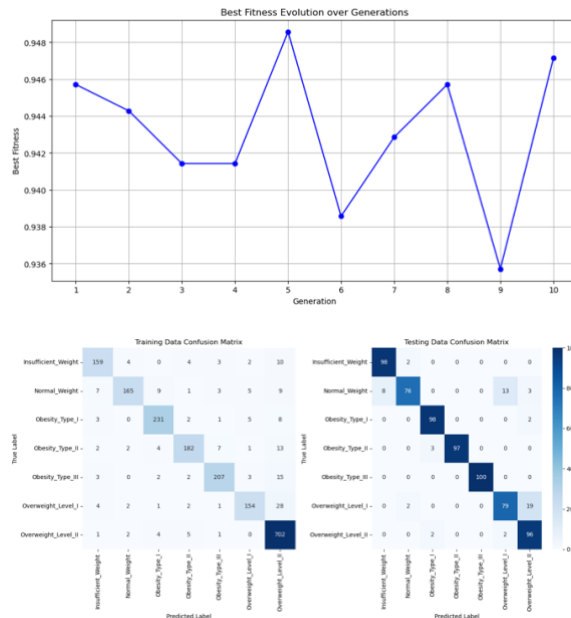 Best Fitness Evolution over Generations
0.948
0.946
0.944
0.942
0.940
0.938
0.936
Best Fitness
1 2 3 4 5 6 7 8 9 10
Generation
Training Data Confusion Matrix
True Label
Insufficient_Weight 159 4 0 4 3 2 10
Normal_Weight 7 165 9 1 3 5 9
Obesity_Type_I 3 0 231 2 1 5 8
Obesity_Type_II 2 2 4 182 7 1 13
Obesity_Type_III 3 0 2 2 207 3 15
Overweight_Level_I 4 2 1 2 1 154 28
Overweight_Level_II 1 2 4 5 1 0 702
Insufficient_Weight
Normal_Weight
Obesity_Type_I
Obesity_Type_II
Obesity_Type_III
Overweight_Level_I
Overweight_Level_II
Predicted Label
Testing Data Confusion Matrix
True Label
Insufficient_Weight 98 2 0 0 0 0 0
Normal_Weight 8 76 0 0 0 13 3
Obesity_Type_I 0 0 98 0 0 0 2
Obesity_Type_II 0 0 3 97 0 0 0
Obesity_Type_III 0 0 0 0 100 0 0
Overweight_Level_I 0 2 0 0 0 79 19
Overweight_Level_II 0 0 2 0 0 2 96
Insufficient_Weight
Normal_Weight
Obesity_Type_I
Obesity_Type_II
Obesity_Type_III
Overweight_Level_I
Overweight_Level_II
Predicted Label
80
60
40
20
0